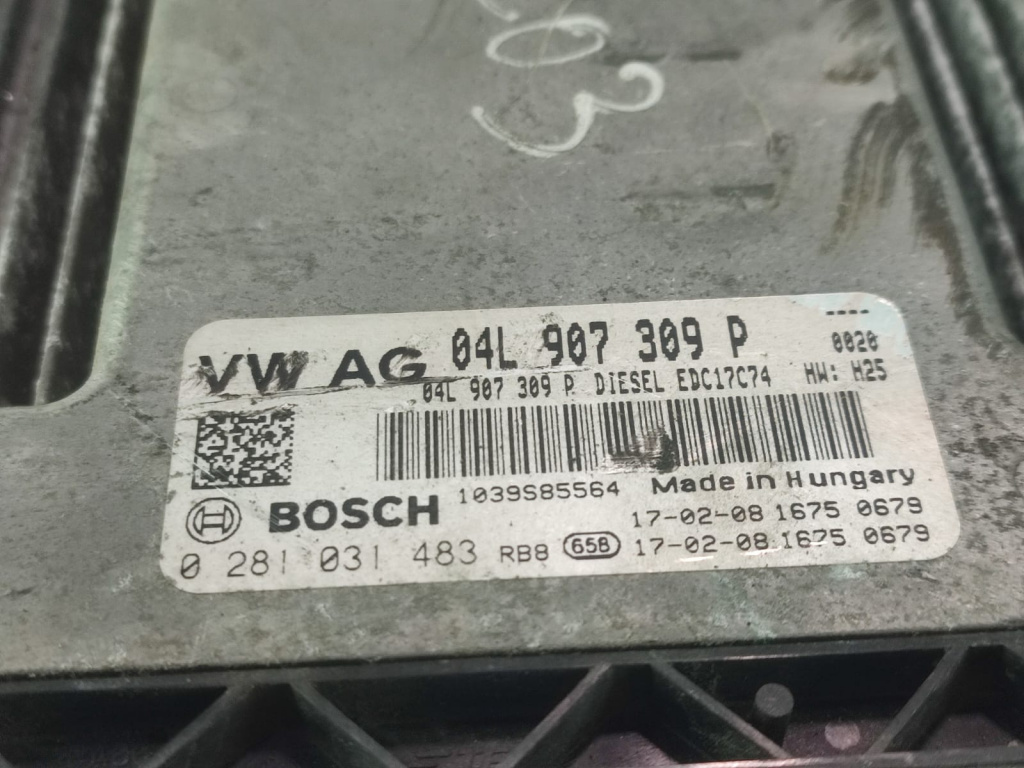 03
VW AG 04L 907 309 P ----
04L 907 309 P DIESEL EDC17C74 0020
HW: H25
BOSCH 1039S85564 Made in Hungary
17-02-08 1675 0679
0 281 031 483 RB8 658 17-02-08 1675 0679